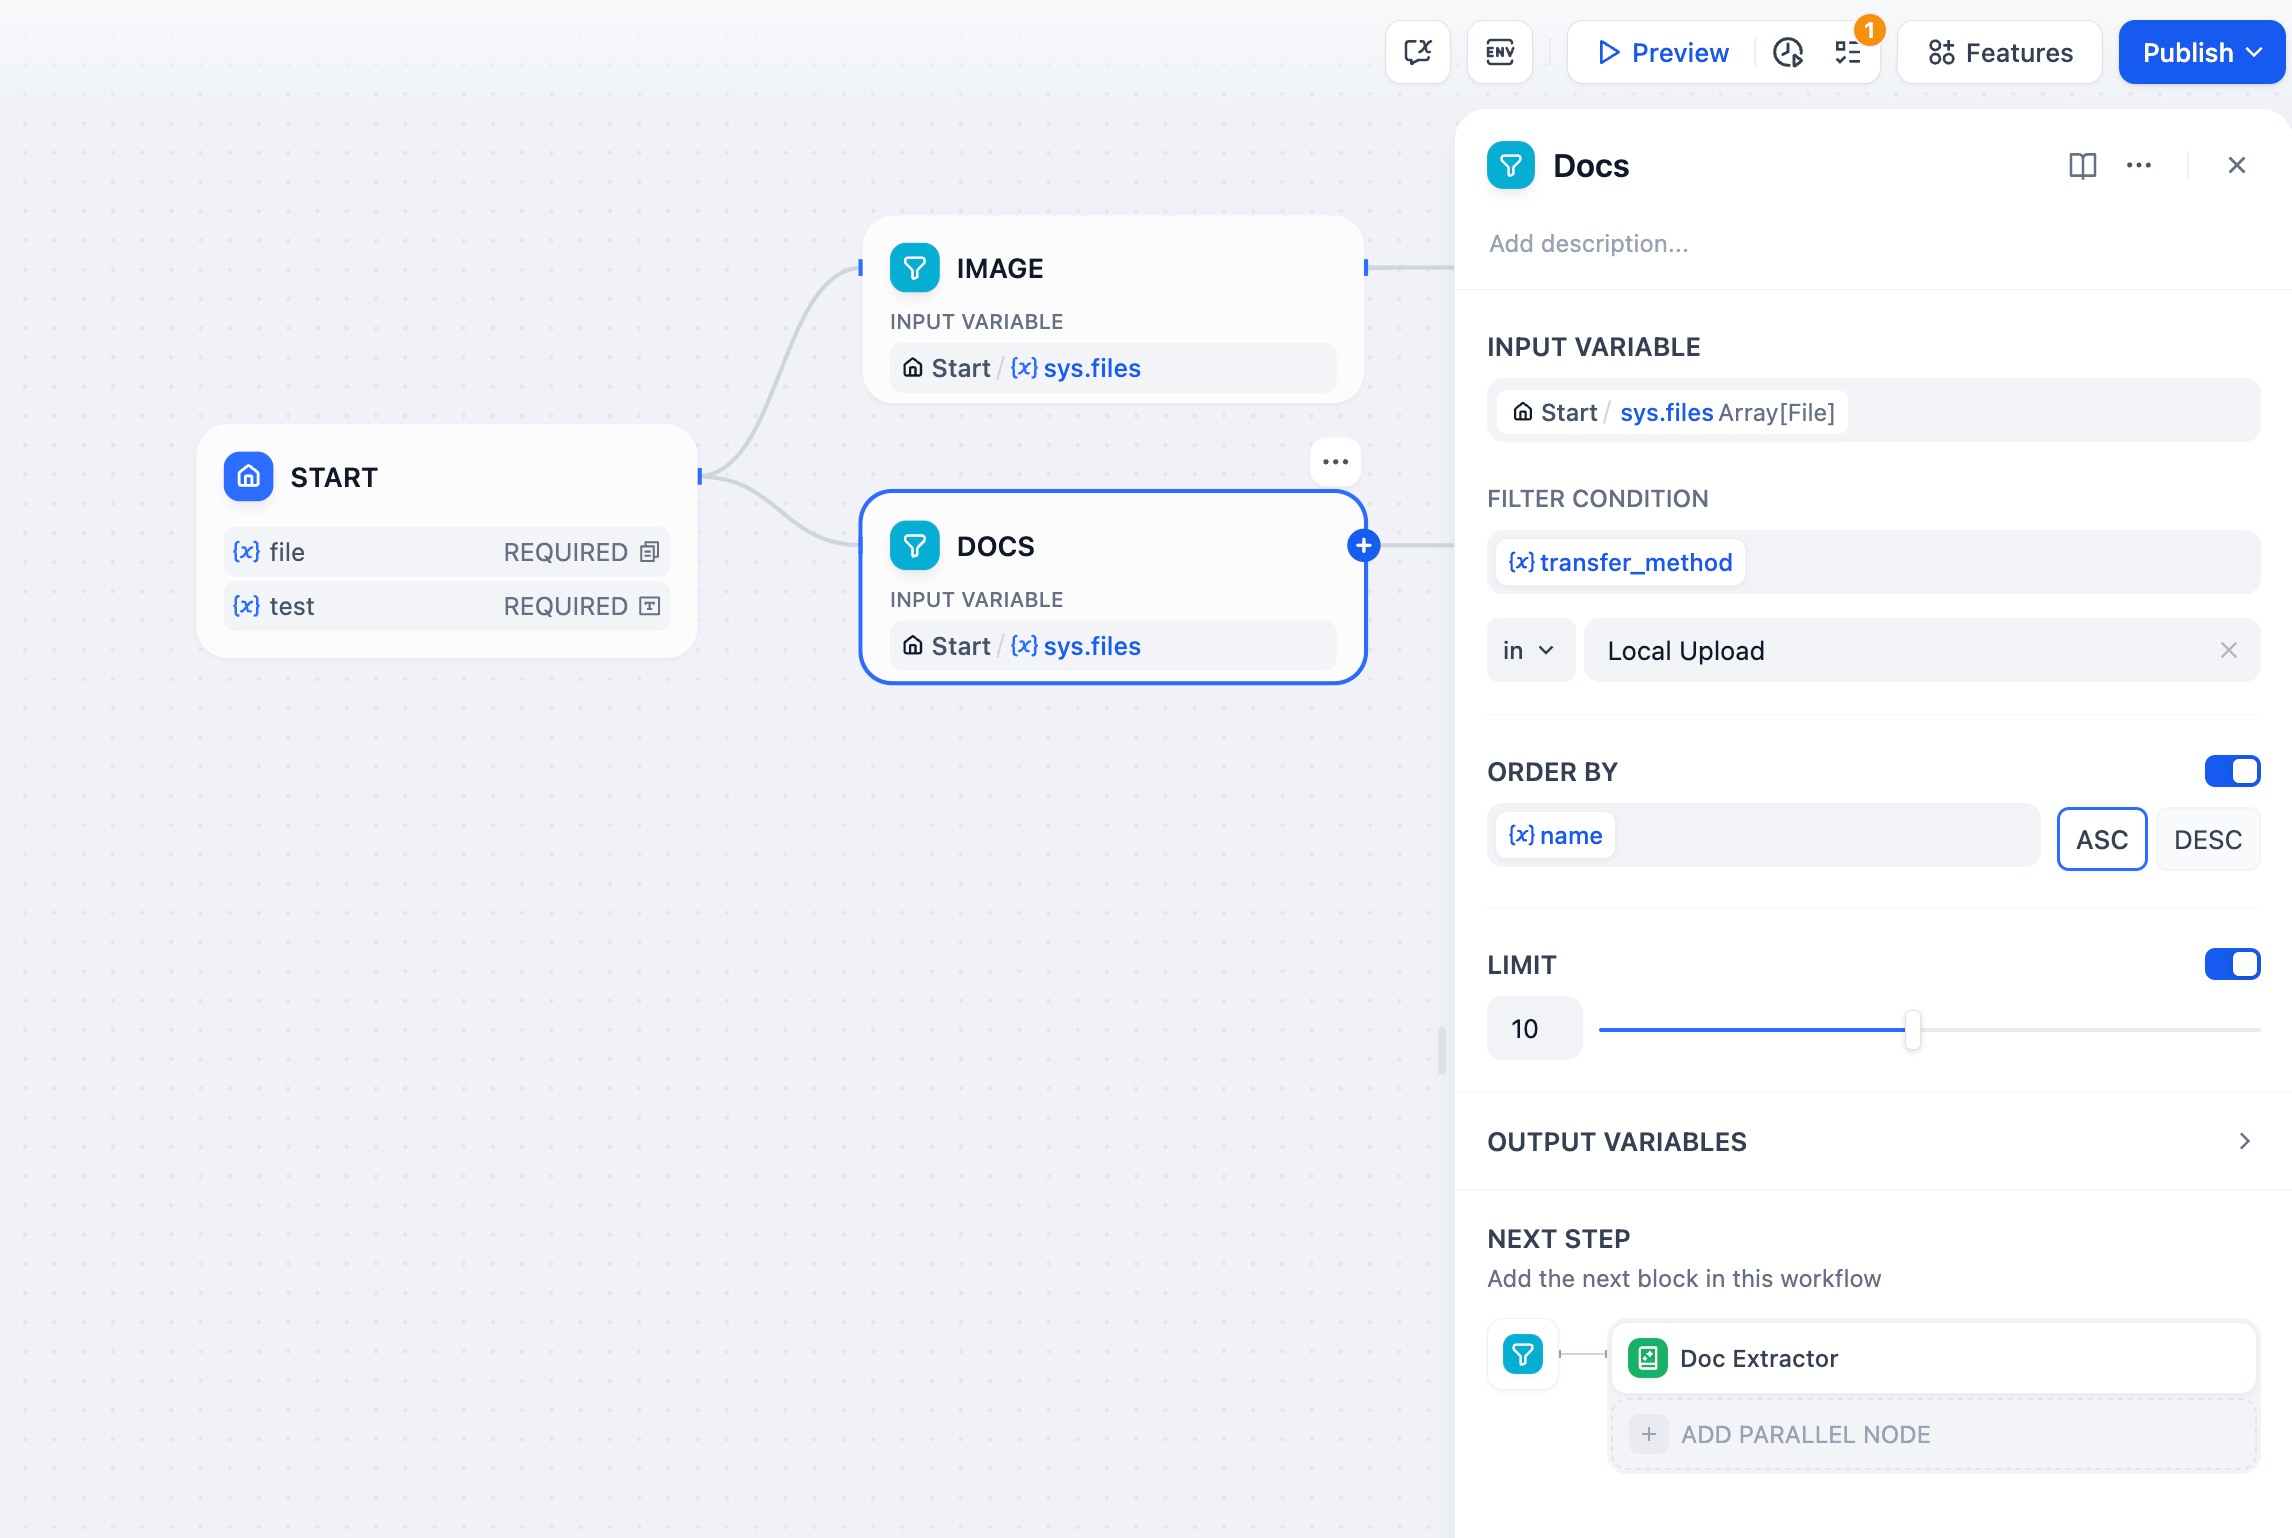 ENV
Preview
1
Features
Publish
START
{x} file REQUIRED
{x} test REQUIRED
IMAGE
INPUT VARIABLE
Start / {x} sys.files
DOCS
INPUT VARIABLE
Start / {x} sys.files
Docs
Add description...
INPUT VARIABLE
Start / sys.files Array[File]
FILTER CONDITION
{x} transfer_method
in Local Upload
ORDER BY
{x} name ASC DESC
LIMIT
10
OUTPUT VARIABLES
NEXT STEP
Add the next block in this workflow
Doc Extractor
ADD PARALLEL NODE